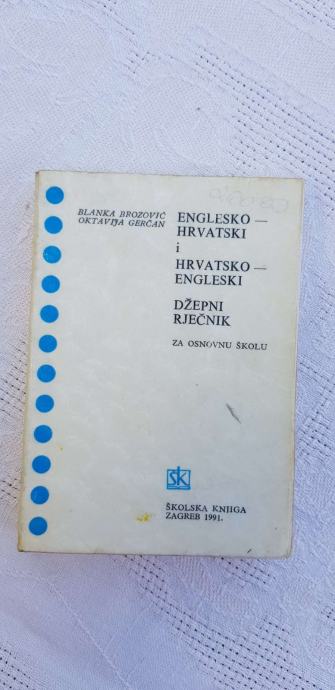 BLANKA BROZOVIĆ
OKTAVIJA GERČAN
ENGLESKO —
HRVATSKI
i
HRVATSKO —
ENGLESKI
DŽEPNI
RJEČNIK
ZA OSNOVNU ŠKOLU
šk
ŠKOLSKA KNJIGA
ZAGREB 1991.